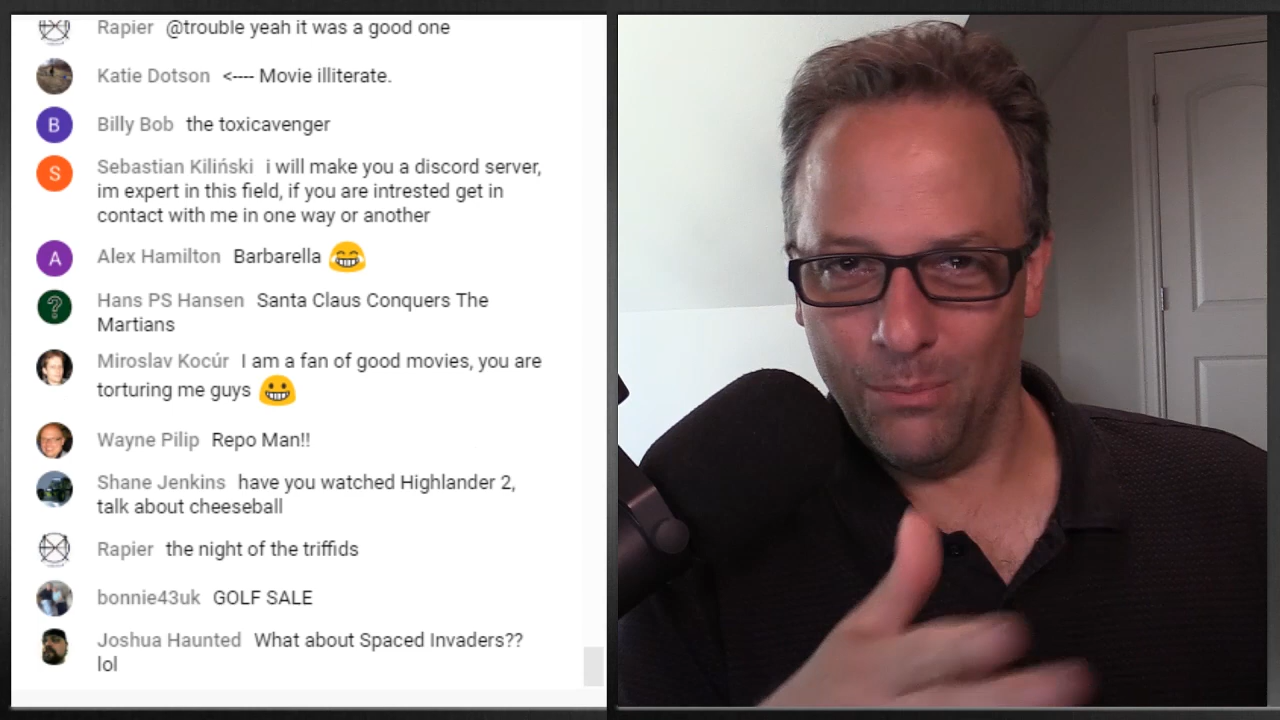 Rapier @trouble yeah it was a good one
Katie Dotson <---- Movie illiterate.
B Billy Bob the toxicavenger
S Sebastian Kiliński i will make you a discord server,
im expert in this field, if you are intrested get in
contact with me in one way or another
A Alex Hamilton Barbarella 😂
? Hans PS Hansen Santa Claus Conquers The
Martians
Miroslav Kocúr I am a fan of good movies, you are
torturing me guys 😀
Wayne Pilip Repo Man!!
Shane Jenkins have you watched Highlander 2,
talk about cheeseball
Rapier the night of the triffids
bonnie43uk GOLF SALE
Joshua Haunted What about Spaced Invaders??
lol